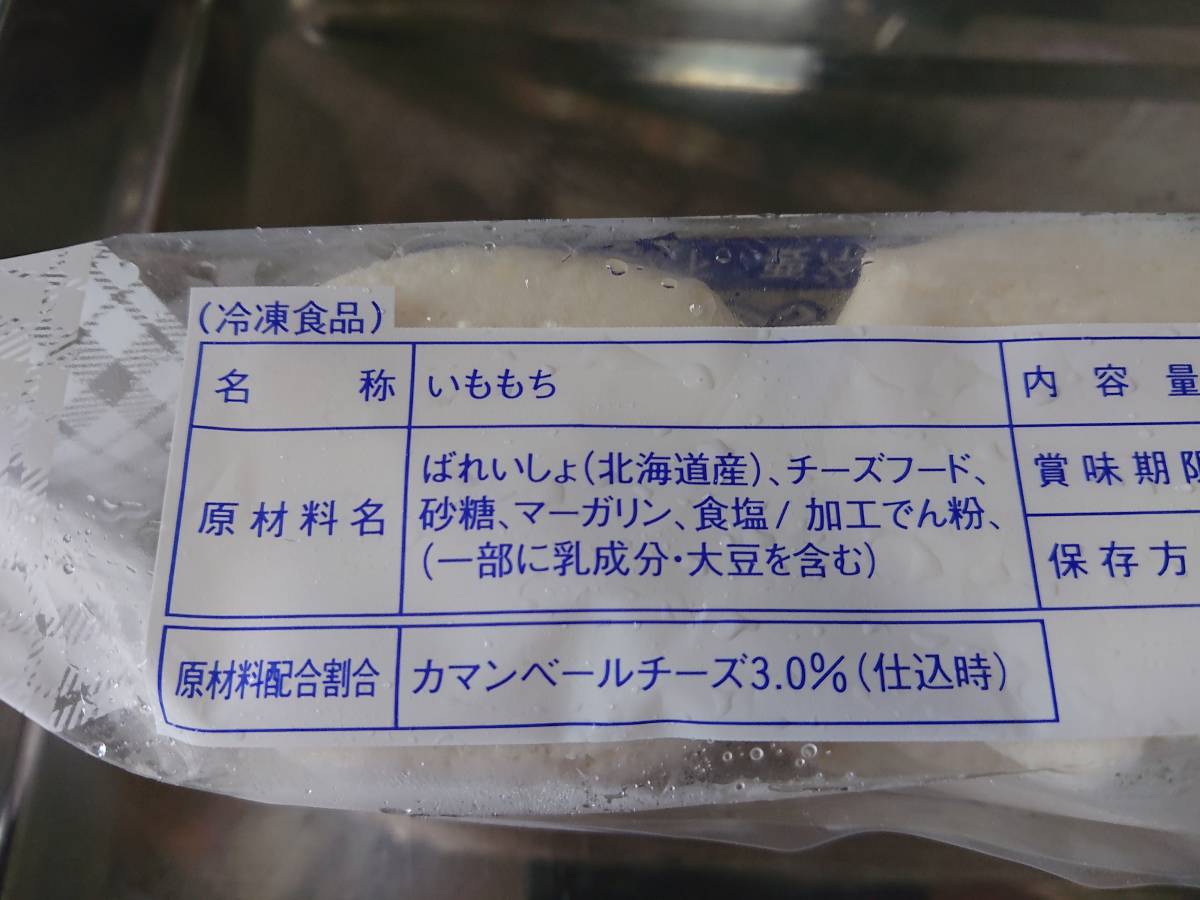 (冷凍食品)
名称 いももち 内容量
原材料名 ばれいしょ(北海道産)、チーズフード、
砂糖、マーガリン、食塩/加工でん粉、
(一部に乳成分・大豆を含む)
賞味期限
保存方
原材料配合割合 カマンベールチーズ3.0%(仕込時)